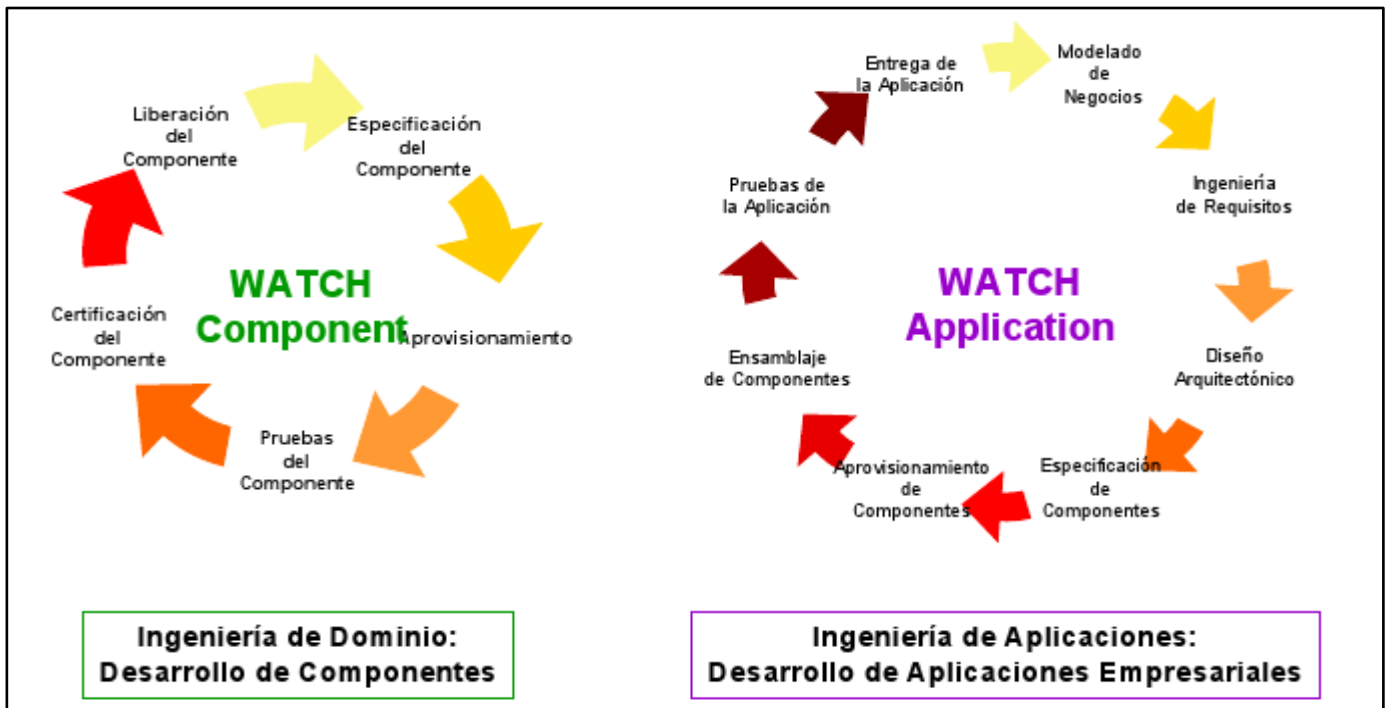 Liberación
del
Componente
Especificación
del
Componente
WATCH
Component
Aprovisionamiento
Certificación
del
Componente
Pruebas
del
Componente
Ingeniería de Dominio:
Desarrollo de Componentes
Entrega de
la Aplicación
Modelado
de
Negocios
Pruebas de
la Aplicación
Ingeniería
de Requisitos
WATCH
Application
Ensamblaje
de Componentes
Diseño
Arquitectónico
Aprovisionamiento
de
Componentes
Especificación
de
Componentes
Ingeniería de Aplicaciones:
Desarrollo de Aplicaciones Empresariales